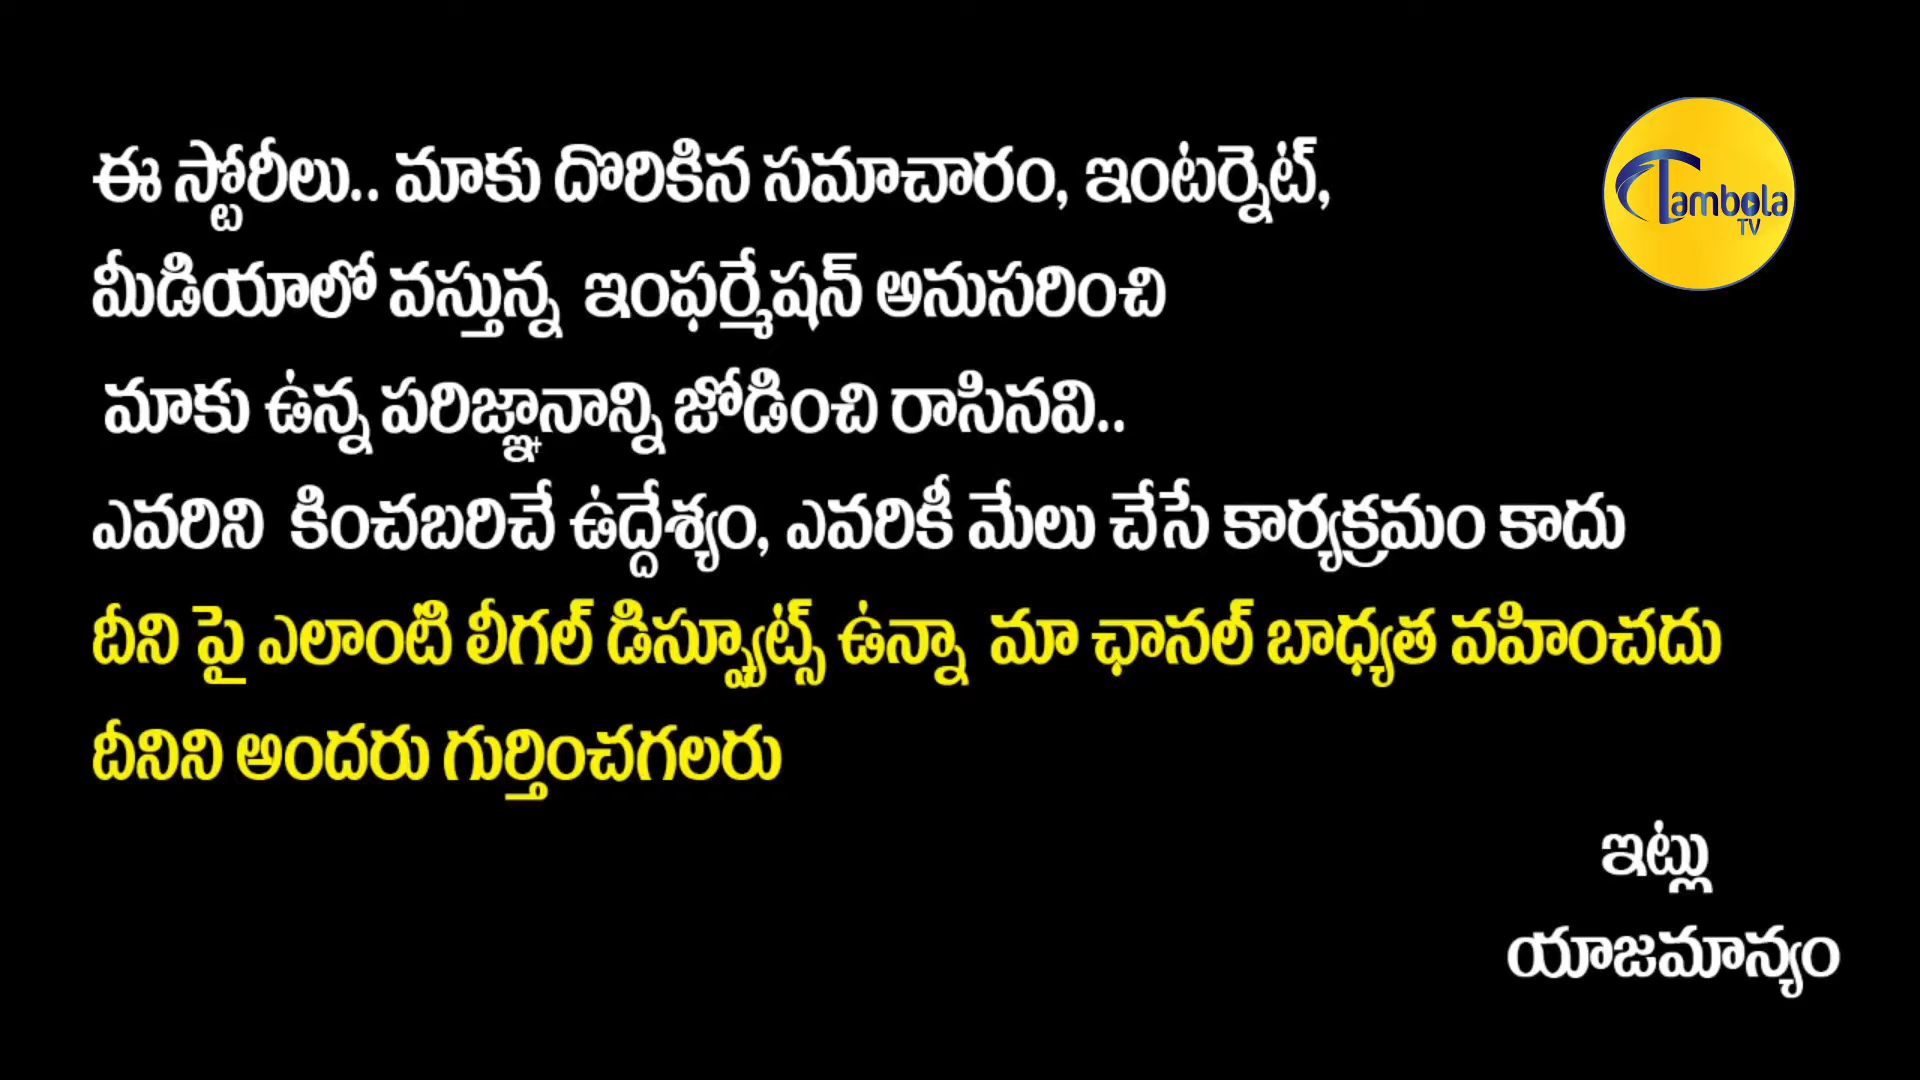 ఈ స్టోరీలు.. మాకు దొరికిన సమాచారం, ఇంటర్నెట్,
Tambola
TV
మీడియాలో వస్తున్న ఇంఫర్మేషన్ అనుసరించి
మాకు ఉన్న పరిజ్ఞానాన్ని జోడించి రాసినవి..
ఎవరిని కించబరిచే ఉద్దేశ్యం, ఎవరికీ మేలు చేసే కార్యక్రమం కాదు
దీని పై ఎలాంటి లీగల్ డిస్ప్యూట్స్ ఉన్నా మా ఛానల్ బాధ్యత వహించదు
దీనిని అందరు గుర్తించగలరు
ఇట్లు
యాజమాన్యం